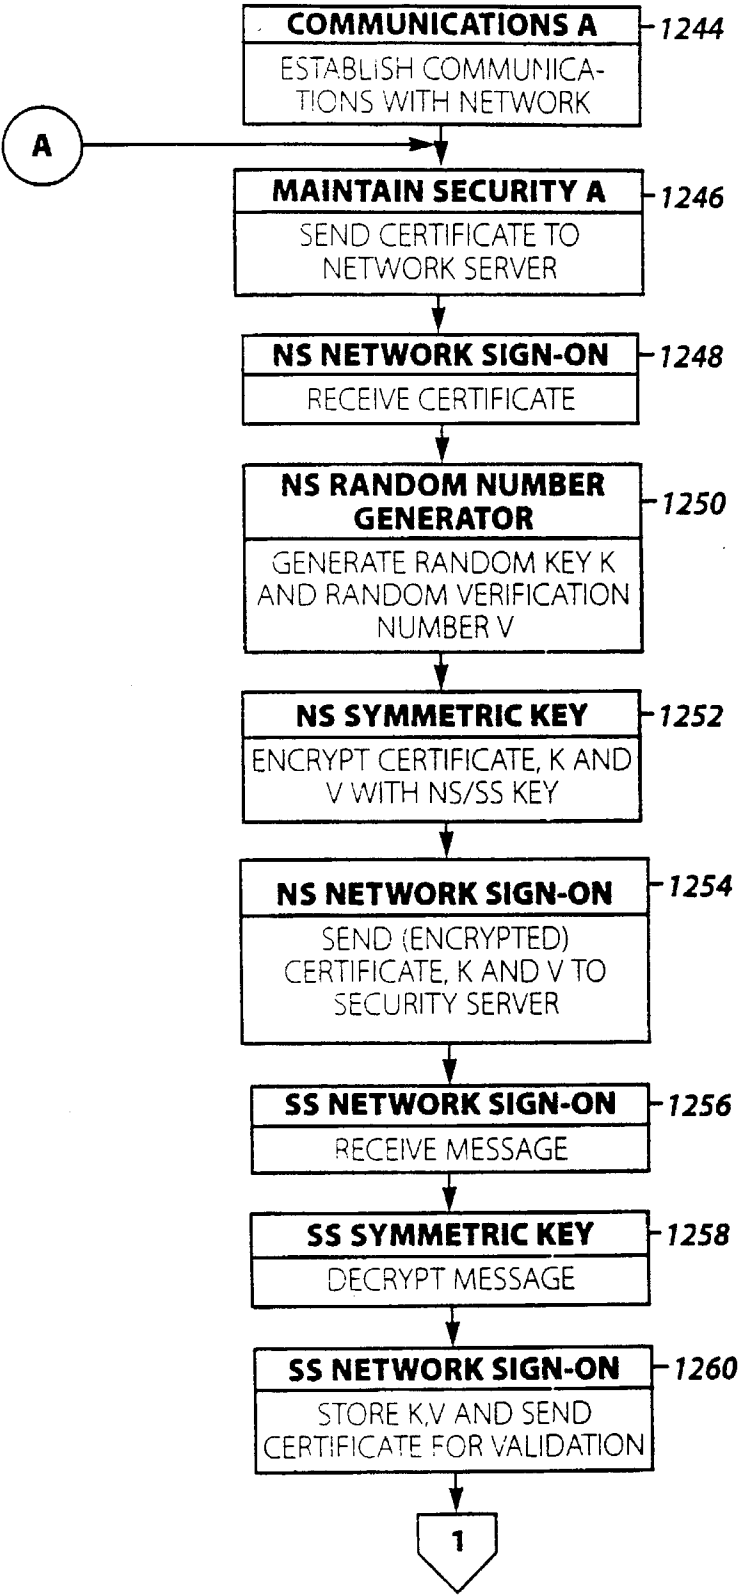 COMMUNICATIONS A
1244
ESTABLISH COMMUNICA-
TIONS WITH NETWORK
A
MAINTAIN SECURITY A
1246
SEND CERTIFICATE TO
NETWORK SERVER
NS NETWORK SIGN-ON
1248
RECEIVE CERTIFICATE
NS RANDOM NUMBER
GENERATOR
1250
GENERATE RANDOM KEY K
AND RANDOM VERIFICATION
NUMBER V
NS SYMMETRIC KEY
1252
ENCRYPT CERTIFICATE, K AND
V WITH NS/SS KEY
NS NETWORK SIGN-ON
1254
SEND (ENCRYPTED)
CERTIFICATE, K AND V TO
SECURITY SERVER
SS NETWORK SIGN-ON
1256
RECEIVE MESSAGE
SS SYMMETRIC KEY
1258
DECRYPT MESSAGE
SS NETWORK SIGN-ON
1260
STORE K,V AND SEND
CERTIFICATE FOR VALIDATION
1